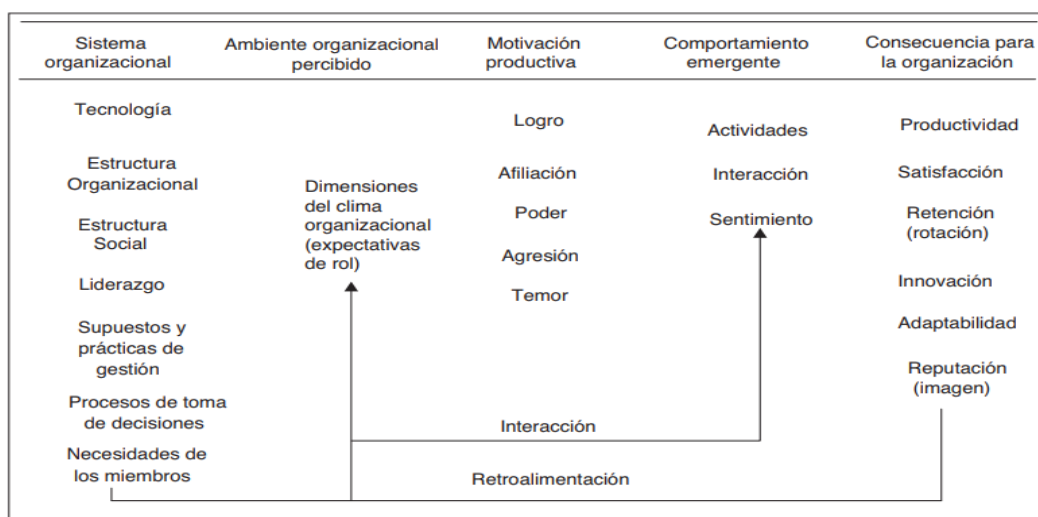 Sistema
organizacional
Ambiente organizacional
percibido
Motivación
productiva
Comportamiento
emergente
Consecuencia para
la organización
Tecnología
Estructura
Organizacional
Estructura
Social
Liderazgo
Supuestos y
prácticas de
gestión
Procesos de toma
de decisiones
Necesidades de
los miembros
Dimensiones
del clima
organizacional
(expectativas
de rol)
Logro
Afiliación
Poder
Agresión
Temor
Actividades
Interacción
Sentimiento
Productividad
Satisfacción
Retención
(rotación)
Innovación
Adaptabilidad
Reputación
(imagen)
Interacción
Retroalimentación